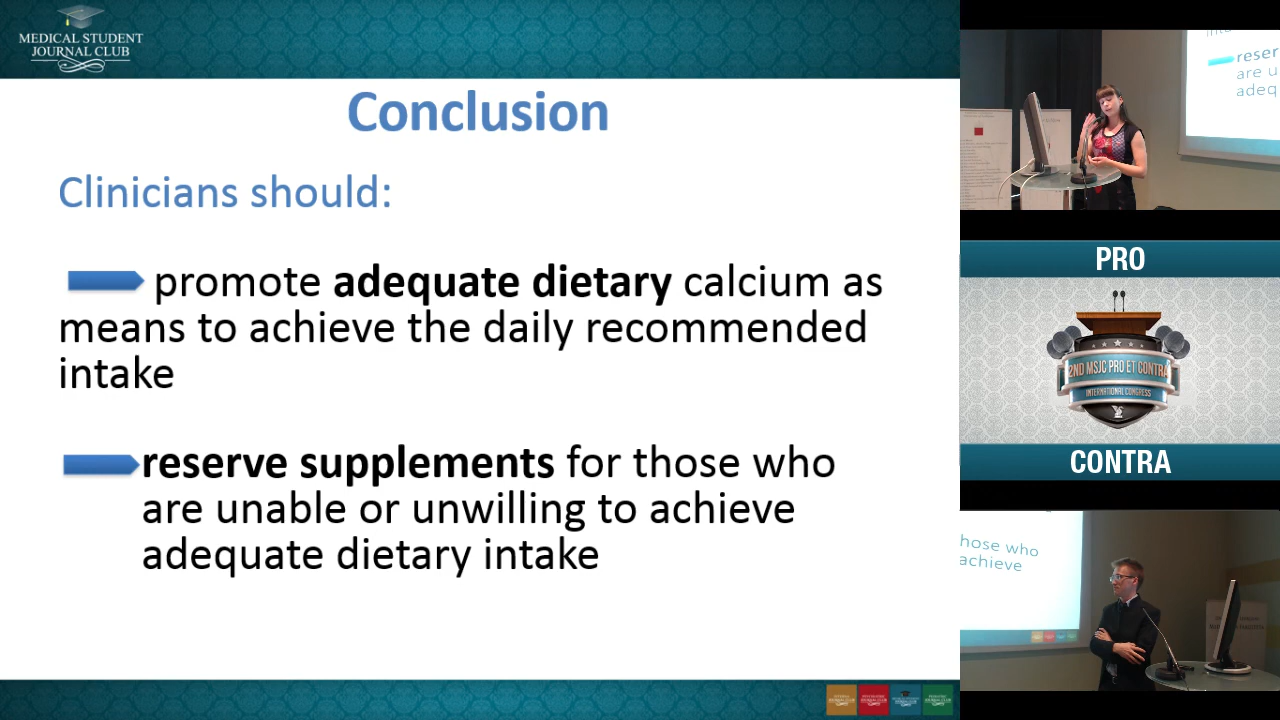 MEDICAL STUDENT
JOURNAL CLUB
Conclusion
Clinicians should:
promote adequate dietary calcium as
means to achieve the daily recommended
intake
reserve supplements for those who
are unable or unwilling to achieve
adequate dietary intake
reser
are u
adeq
PRO
2ND MSJC PRO ET CONTRA
INTERNATIONAL CONGRESS
CONTRA
hose who
achieve